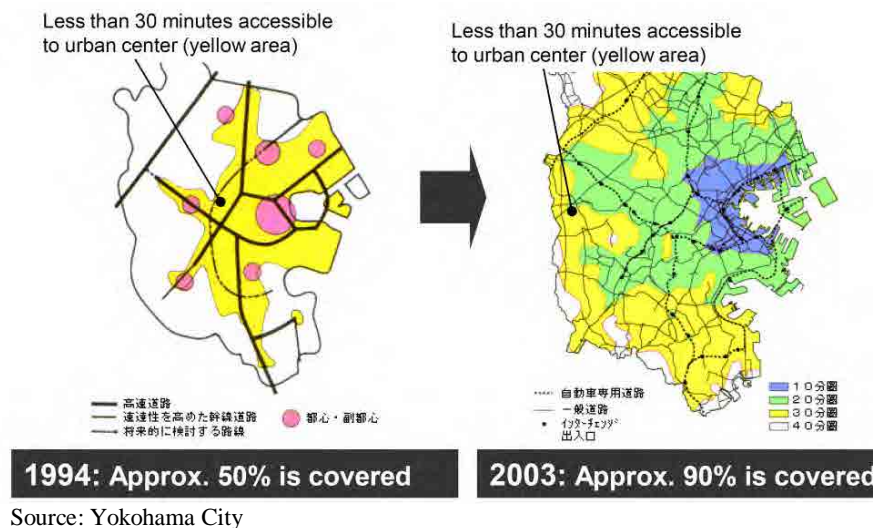 Less than 30 minutes accessible
to urban center (yellow area)
Less than 30 minutes accessible
to urban center (yellow area)
高速道路
速達性を高めた幹線道路
将来的に検討する路線
都心・副都心
自動車専用道路
一般道路
インターチェンジ
出入口
10分圏
20分圏
30分圏
40分圏
1994: Approx. 50% is covered
2003: Approx. 90% is covered
Source: Yokohama City